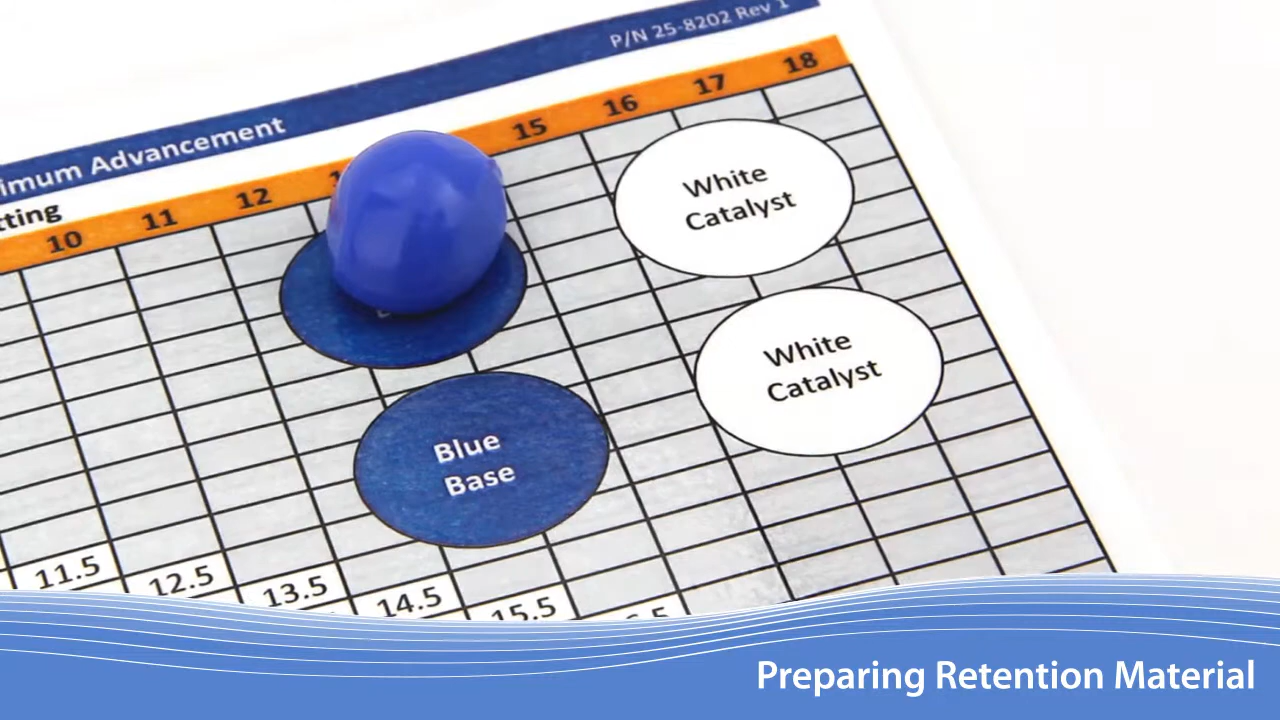 P/N 25-8202 Rev 1
imum Advancement
tting
10 11 12 15 16 17 18
White
Catalyst
White
Catalyst
Blue
Base
11.5 12.5 13.5 14.5 15.5
Preparing Retention Material